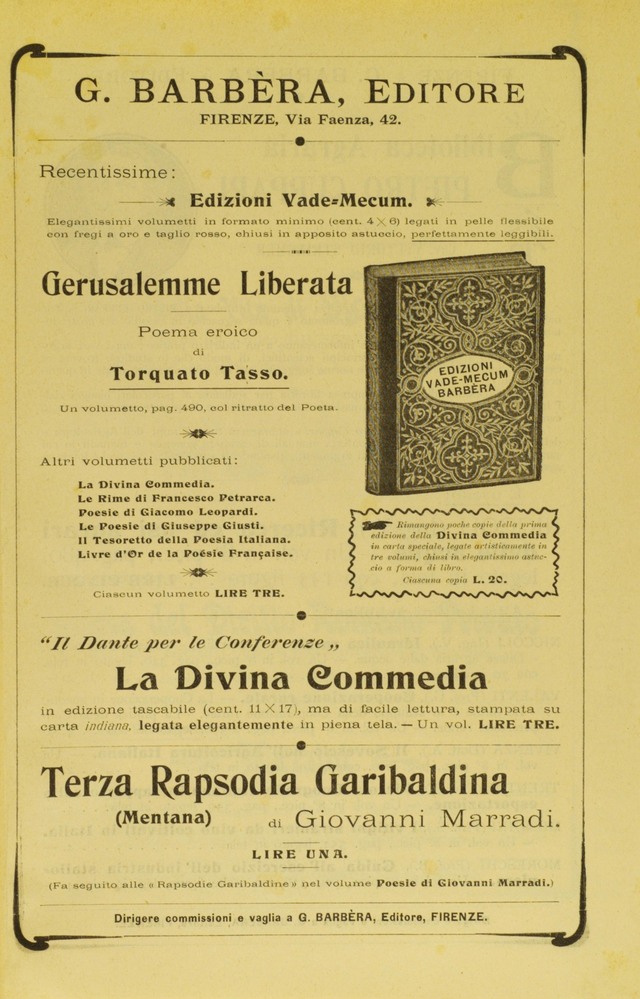 G. BARBÈRA, EDITORE
FIRENZE, Via Faenza, 42.
Recentissime:
Edizioni Vade=Mecum.
Elegantissimi volumetti in formato minimo (cent. 4 × 6) legati in pelle flessibile
con fregi a oro e taglio rosso, chiusi in apposito astuccio, perfettamente leggibili.
Gerusalemme Liberata
Poema eroico
di
Torquato Tasso.
Un volumetto, pag. 490, col ritratto del Poeta.
EDIZIONI
VADE-MECUM
BARBÈRA
Altri volumetti pubblicati:
La Divina Commedia.
Le Rime di Francesco Petrarca.
Poesie di Giacomo Leopardi.
Le Poesie di Giuseppe Giusti.
Il Tesoretto della Poesia Italiana.
Livre d'Or de la Poésie Française.
Ciascun volumetto LIRE TRE.
Rimangono poche copie della prima
edizione della Divina Commedia
in carta speciale, legate artisticamente in
tre volumi, chiusi in elegantissimo astuc-
cio a forma di libro.
Ciascuna copia L. 20.
"Il Dante per le Conferenze„
La Divina Commedia
in edizione tascabile (cent. 11 × 17), ma di facile lettura, stampata su
carta indiana, legata elegantemente in piena tela. — Un vol. LIRE TRE.
Terza Rapsodia Garibaldina
(Mentana) di Giovanni Marradi.
LIRE UNA.
(Fa seguito alle « Rapsodie Garibaldine » nel volume Poesie di Giovanni Marradi.)
Dirigere commissioni e vaglia a G. BARBÈRA, Editore, FIRENZE.